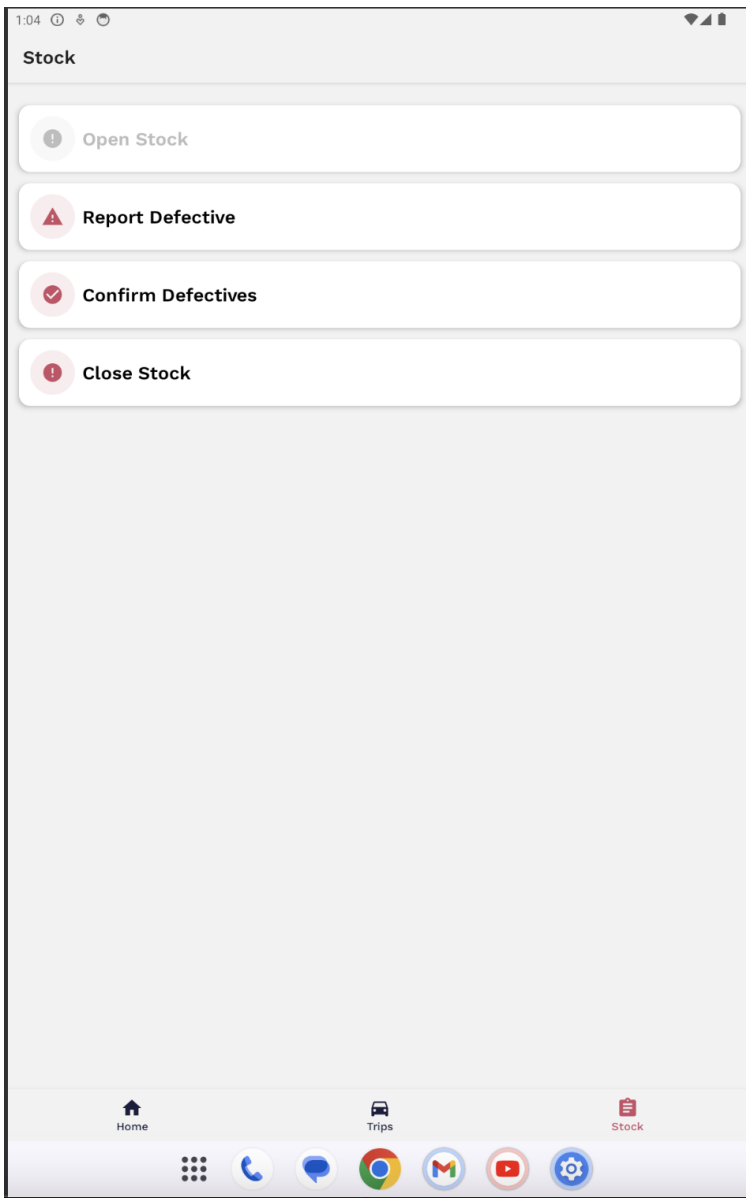 1:04
Stock
Open Stock
Report Defective
Confirm Defectives
Close Stock
Home
Trips
Stock